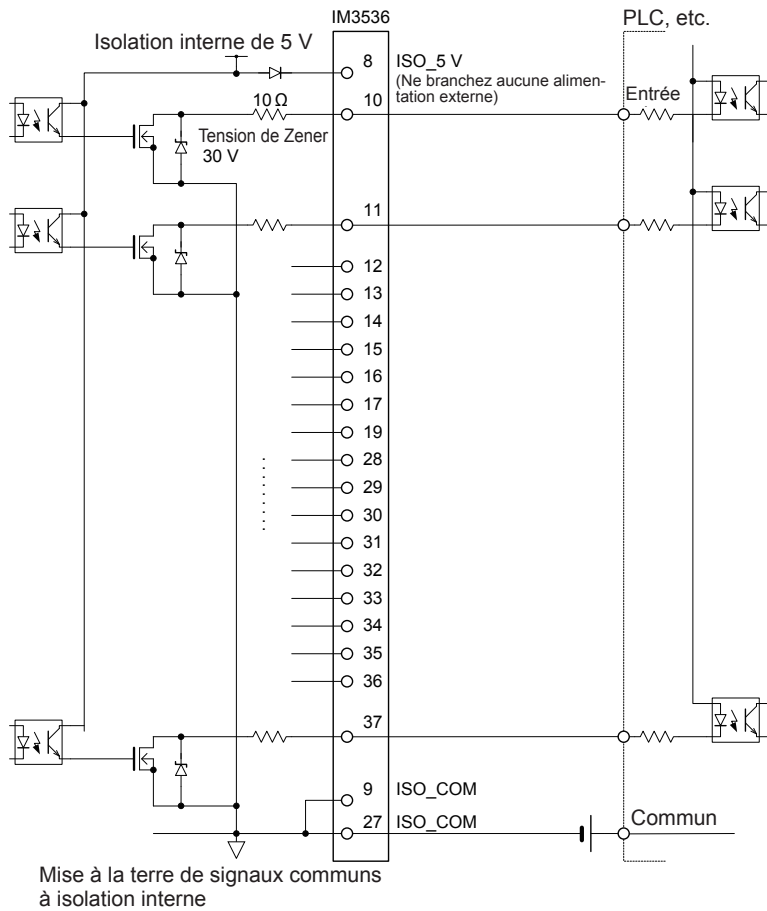 IM3536
PLC, etc.
Isolation interne de 5 V
8
ISO_5 V
(Ne branchez aucune alimen-
tation externe)
10 Ω
10
Entrée
Tension de Zener
30 V
11
12
13
14
15
16
17
19
28
29
30
31
32
33
34
35
36
37
9
ISO_COM
27
ISO_COM
Commun
Mise à la terre de signaux communs
à isolation interne